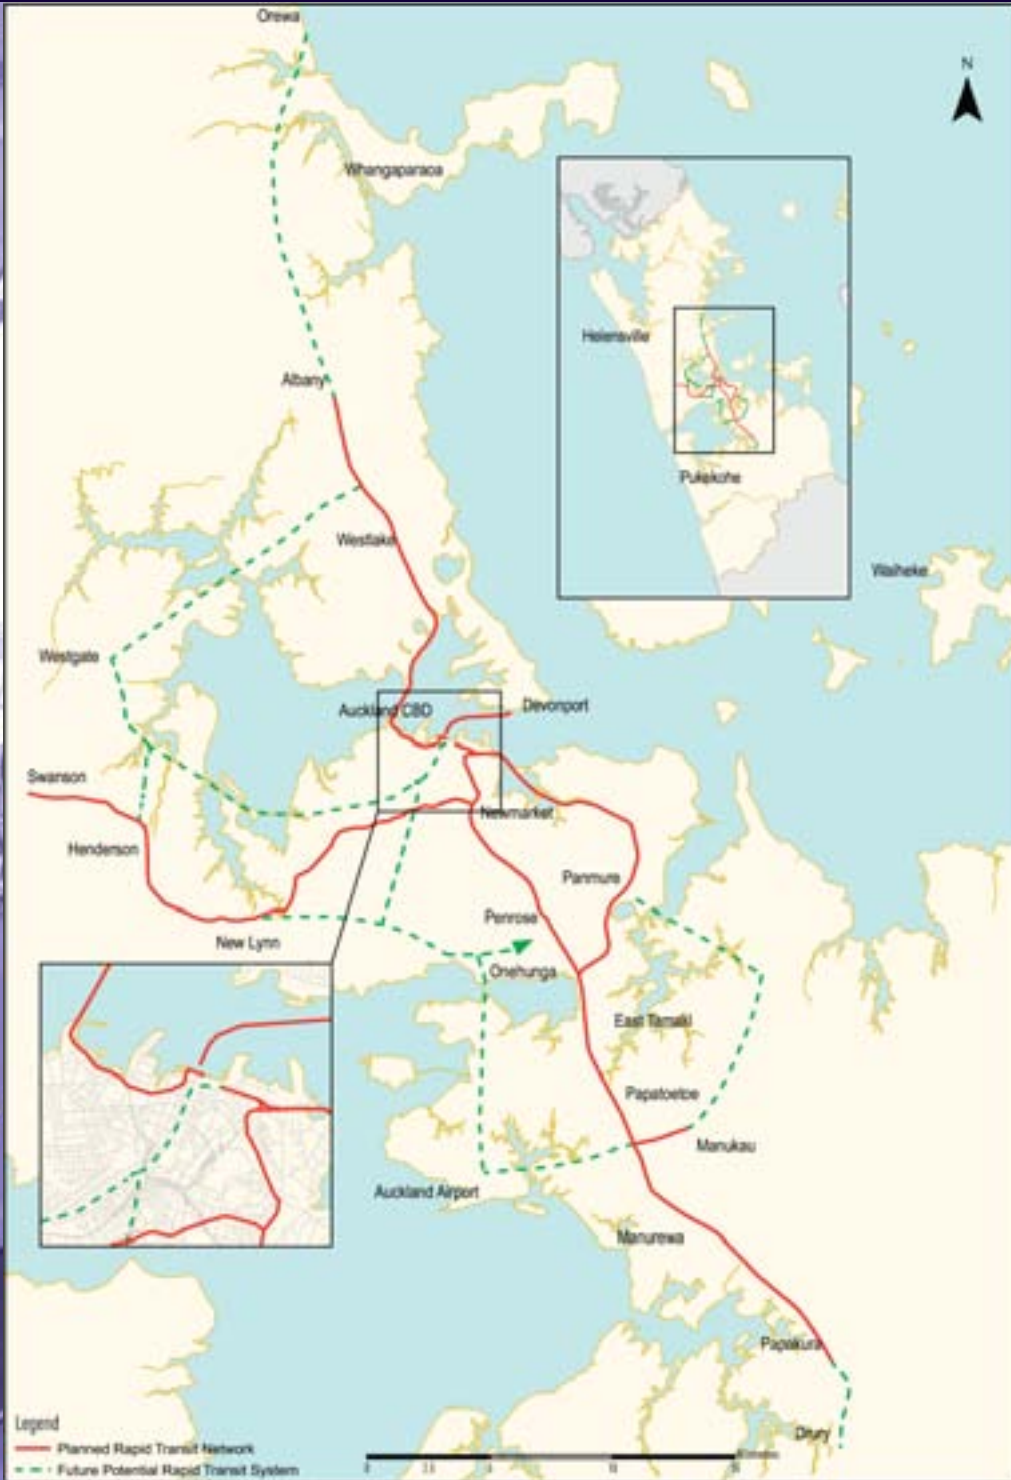 Orewa
N
Whangaparaoa
Helensville
Albany
Pukekohe
Westlake
Waiheke
Westgate
Auckland CBD
Devonport
Swanson
Newmarket
Henderson
Panmure
Penrose
New Lynn
Onehunga
East Tamaki
Papatoetoe
Manukau
Auckland Airport
Manurewa
Papakura
Legend
Drury
Planned Rapid Transit Network
Future Potential Rapid Transit System
0